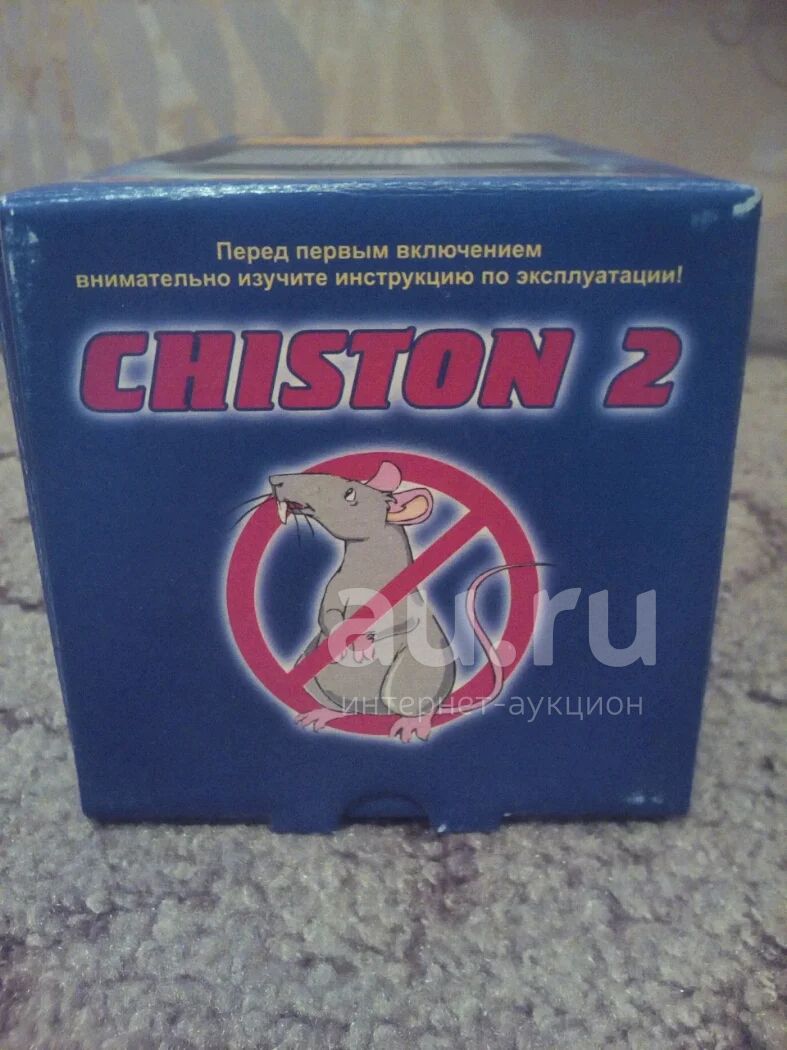 Перед первым включением
внимательно изучите инструкцию по эксплуатации!
CHISTON 2
au.ru
интернет-аукцион